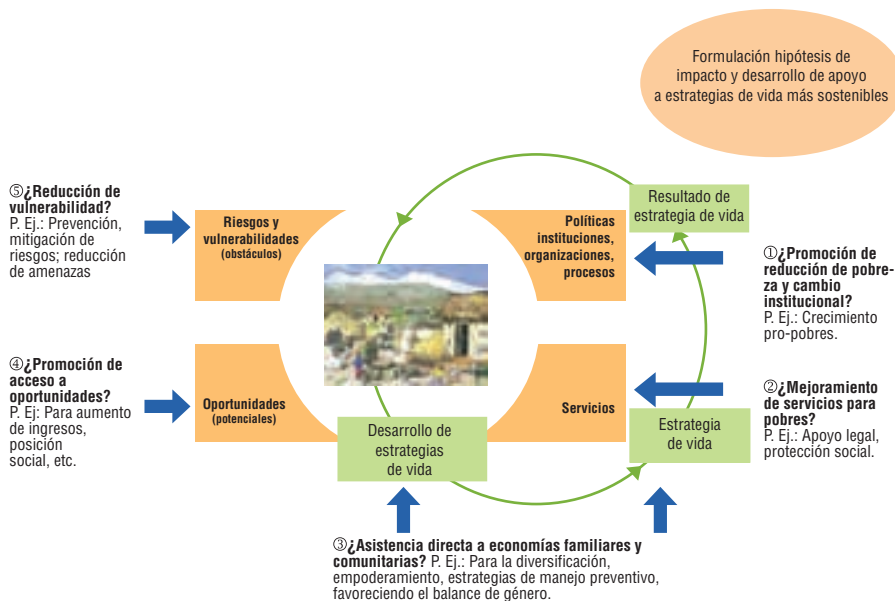 Formulación hipótesis de
impacto y desarrollo de apoyo
a estrategias de vida más sostenibles
⑤¿Reducción de
vulnerabilidad?
P. Ej.: Prevención,
mitigación de
riesgos; reducción
de amenazas
Riesgos y
vulnerabilidades
(obstáculos)
Políticas
instituciones,
organizaciones,
procesos
Resultado de
estrategia de vida
①¿Promoción de
reducción de pobre-
za y cambio
institucional?
P. Ej.: Crecimiento
pro-pobres.
④¿Promoción de
acceso a
oportunidades?
P. Ej: Para aumento
de ingresos,
posición
social, etc.
Oportunidades
(potenciales)
Desarrollo de
estrategias
de vida
Servicios
Estrategia
de vida
②¿Mejoramiento
de servicios para
pobres?
P. Ej.: Apoyo legal,
protección social.
③¿Asistencia directa a economías familiares y
comunitarias? P. Ej.: Para la diversificación,
empoderamiento, estrategias de manejo preventivo,
favoreciendo el balance de género.